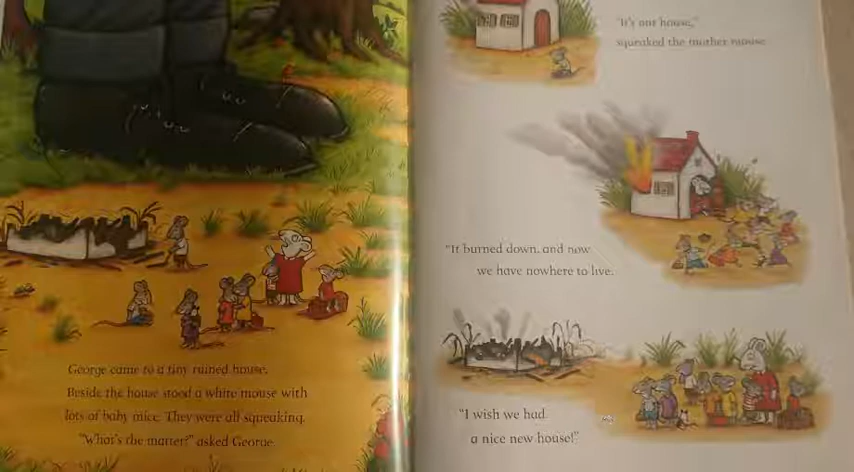 George came to a tiny ruined house.
Beside the house stood a white mouse with
lots of baby mice. They were all squeaking.
"What's the matter?" asked George.
"It's our house,"
squeaked the mother mouse.
"It burned down, and now
we have nowhere to live.
"I wish we had
a nice new house!"